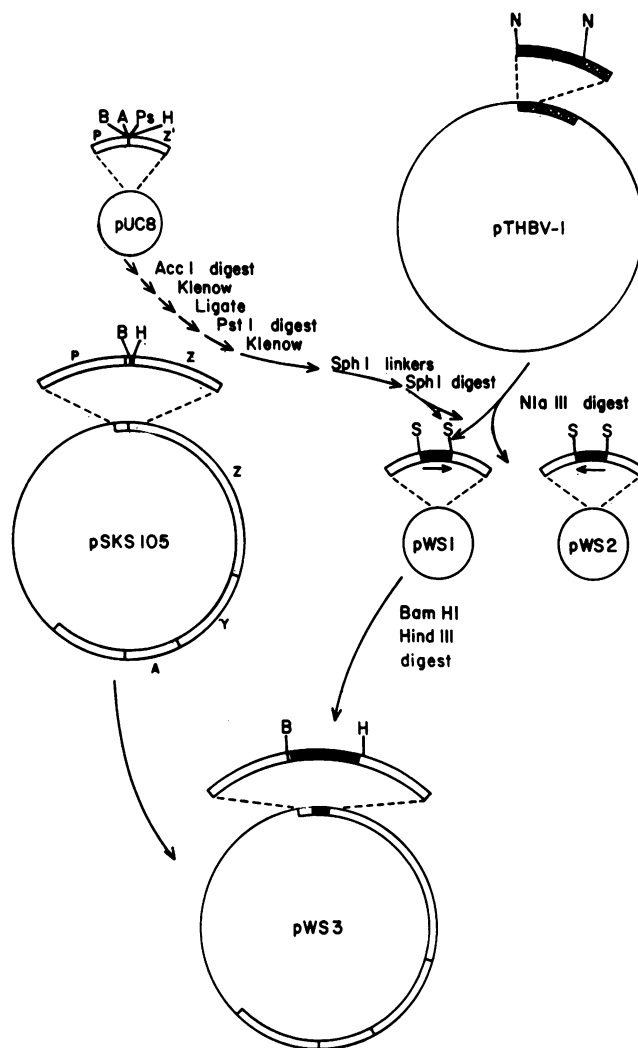 N N
B A Ps H
P Z'
pUC8
pTHBV-1
Acc I digest
Klenow
Ligate
Pst I digest
Klenow
Sph I linkers
Sph I digest
B H
P Z
Nla III digest
S S
S S
Z
pSKS105
pWS1
pWS2
γ
A
Bam HI
Hind III
digest
B H
pWS3